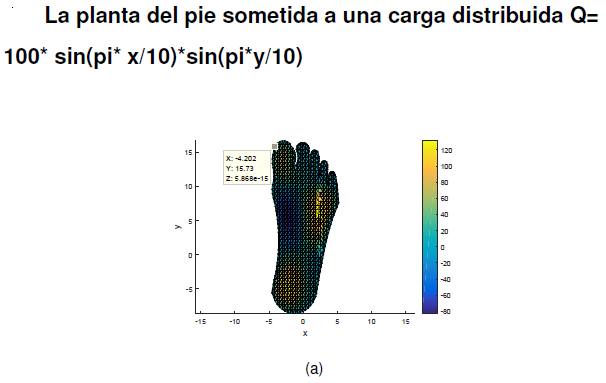 La planta del pie sometida a una carga distribuida Q=
100* sin(pi* x/10)*sin(pi*y/10)
X: -4.202
Y: 15.73
Z: 5.868e-15
15
10
5
0
-5
y
-15
-10
-5
0
5
10
15
x
120
100
80
60
40
20
0
-20
-40
-60
-80
(a)